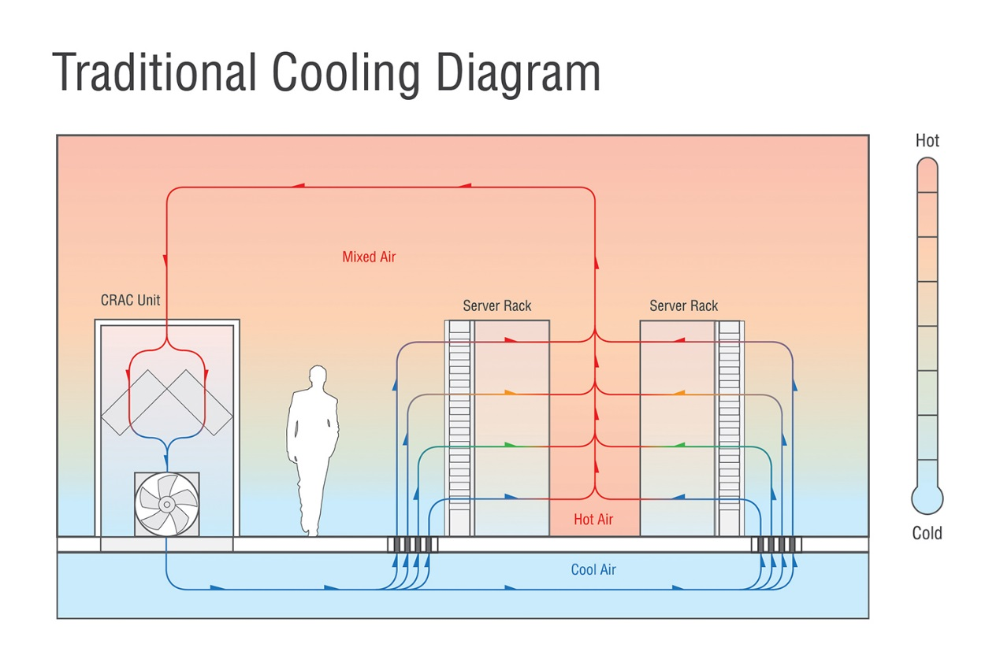 Traditional Cooling Diagram
Hot
Mixed Air
CRAC Unit
Server Rack
Server Rack
Hot Air
Cold
Cool Air